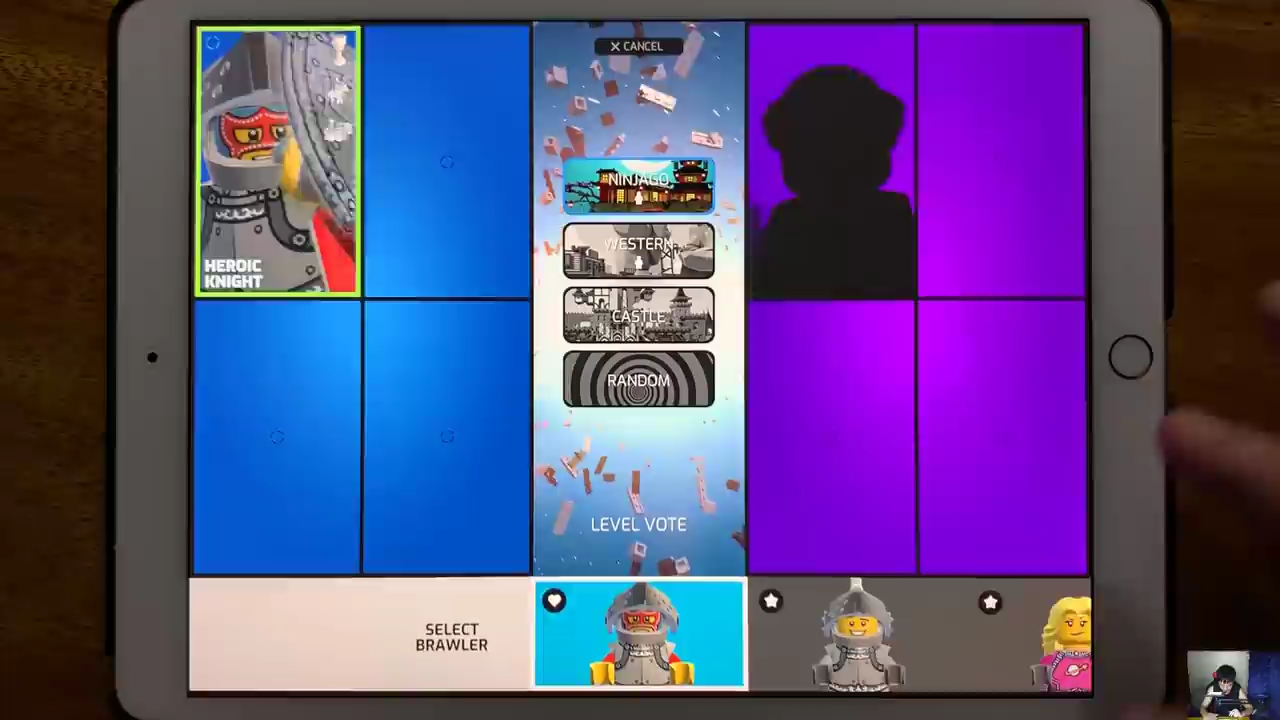 CANCEL
NINJAGO
WESTERN
CASTLE
RANDOM
HEROIC
KNIGHT
LEVEL VOTE
SELECT
BRAWLER